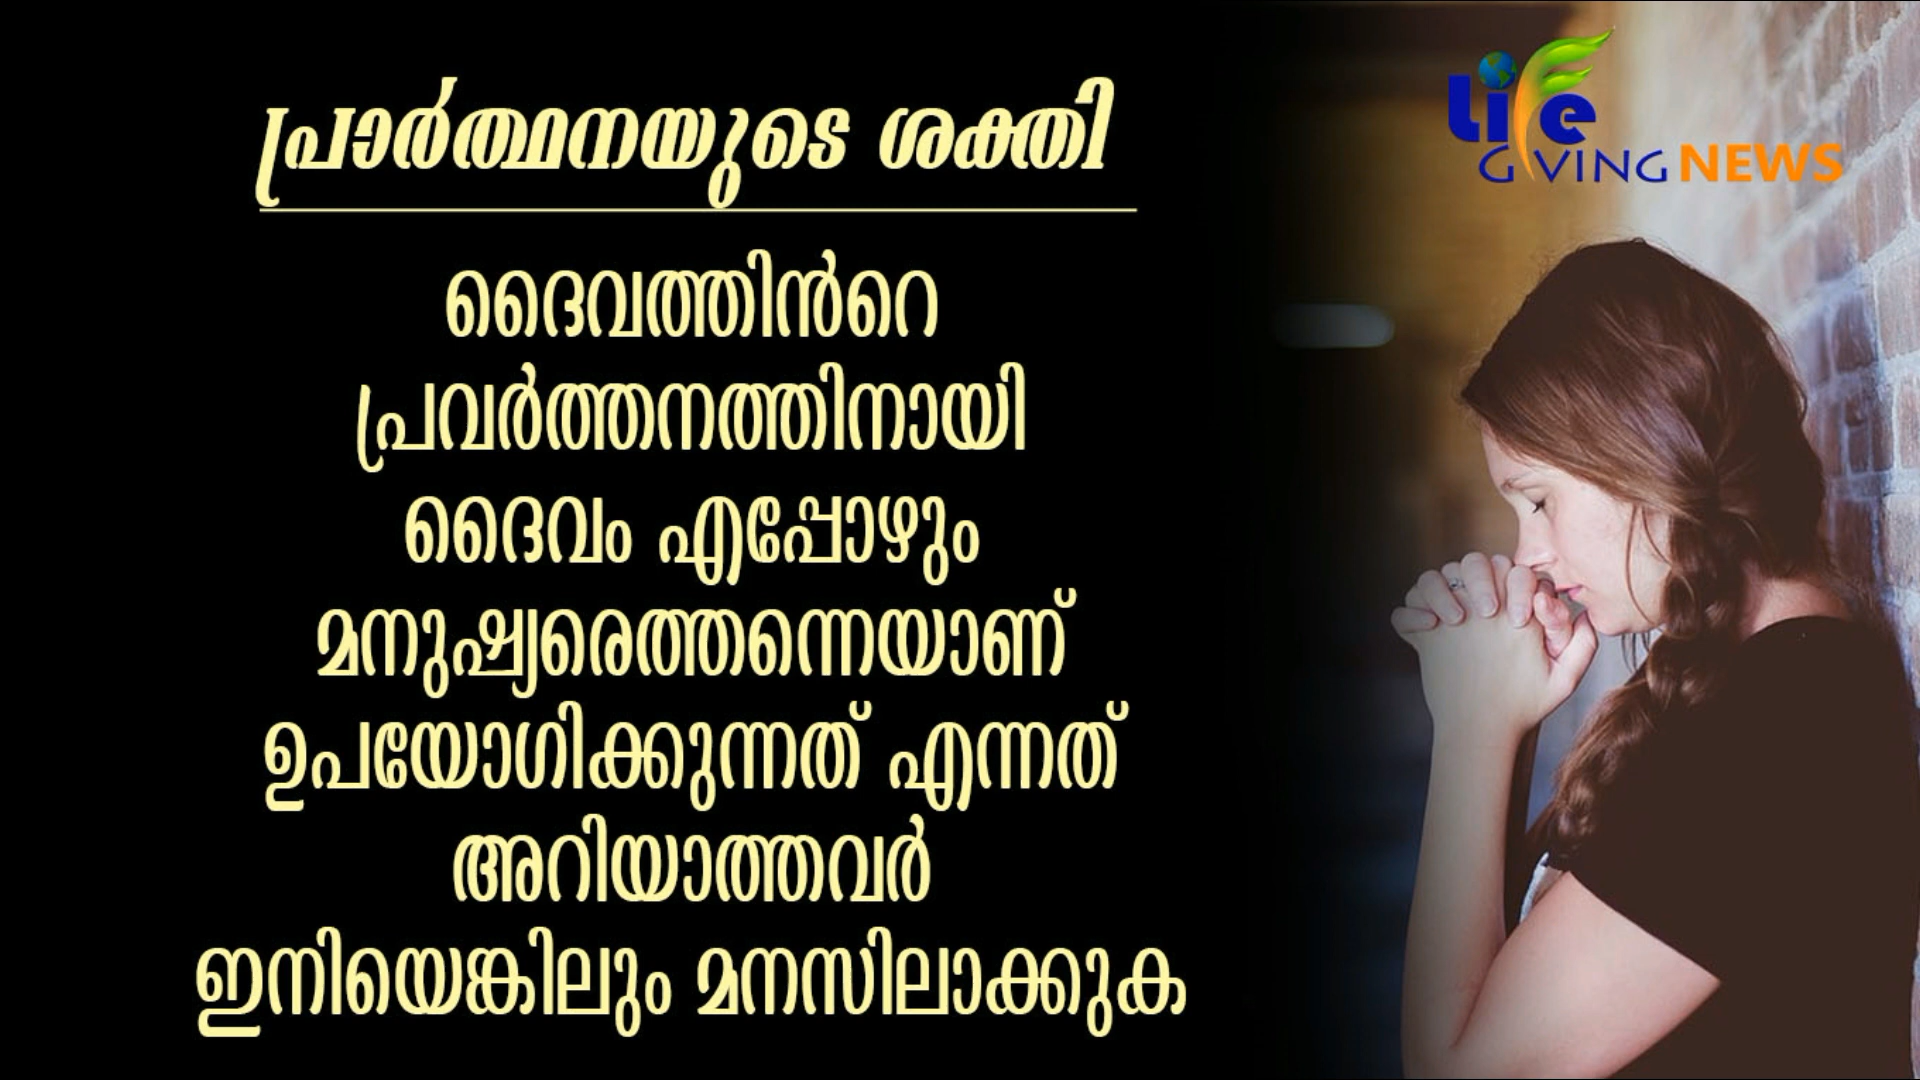 പ്രാർത്ഥനയുടെ ശക്തി
ദൈവത്തിൻറെ
പ്രവർത്തനത്തിനായി
ദൈവം എപ്പോഴും
മനുഷ്യരെത്തന്നെയാണ്
ഉപയോഗിക്കുന്നത് എന്നത്
അറിയാത്തവർ
ഇനിയെങ്കിലും മനസിലാക്കുക
Life
GIVING NEWS